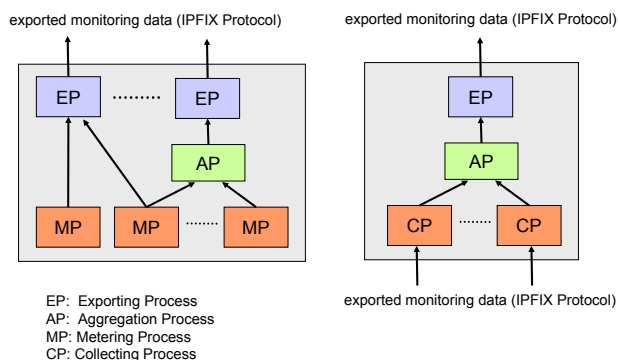 exported monitoring data (IPFIX Protocol)
EP ......... EP
AP
MP MP ........ MP
EP: Exporting Process
AP: Aggregation Process
MP: Metering Process
CP: Collecting Process
exported monitoring data (IPFIX Protocol)
EP
AP
CP ........ CP
exported monitoring data (IPFIX Protocol)